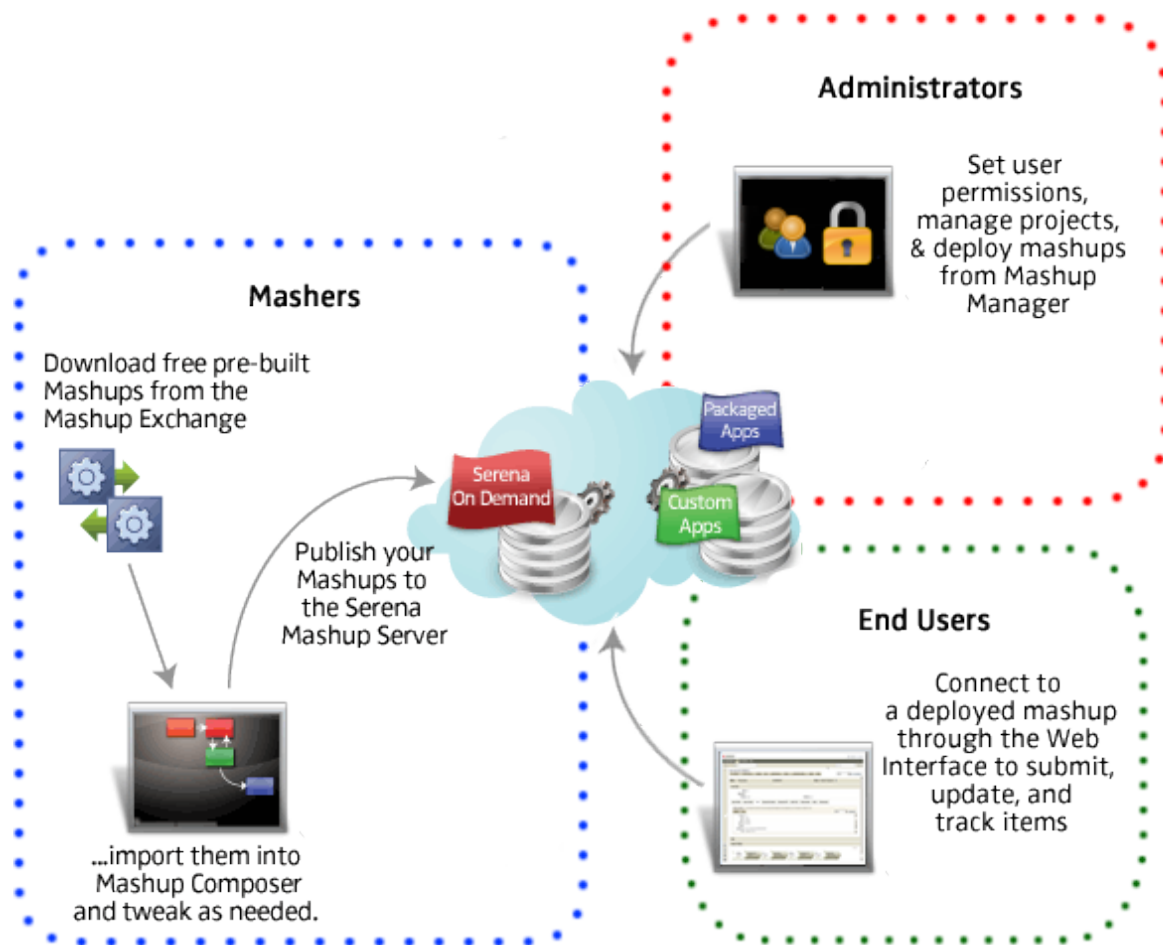 Administrators
Set user
permissions,
manage projects,
& deploy mashups
from Mashup
Manager
Mashers
Download free pre-built
Mashups from the
Mashup Exchange
Publish your
Mashups to
the Serena
Mashup Server
...import them into
Mashup Composer
and tweak as needed.
Serena
On Demand
Packaged
Apps
Custom
Apps
End Users
Connect to
a deployed mashup
through the Web
Interface to submit,
update, and
track items